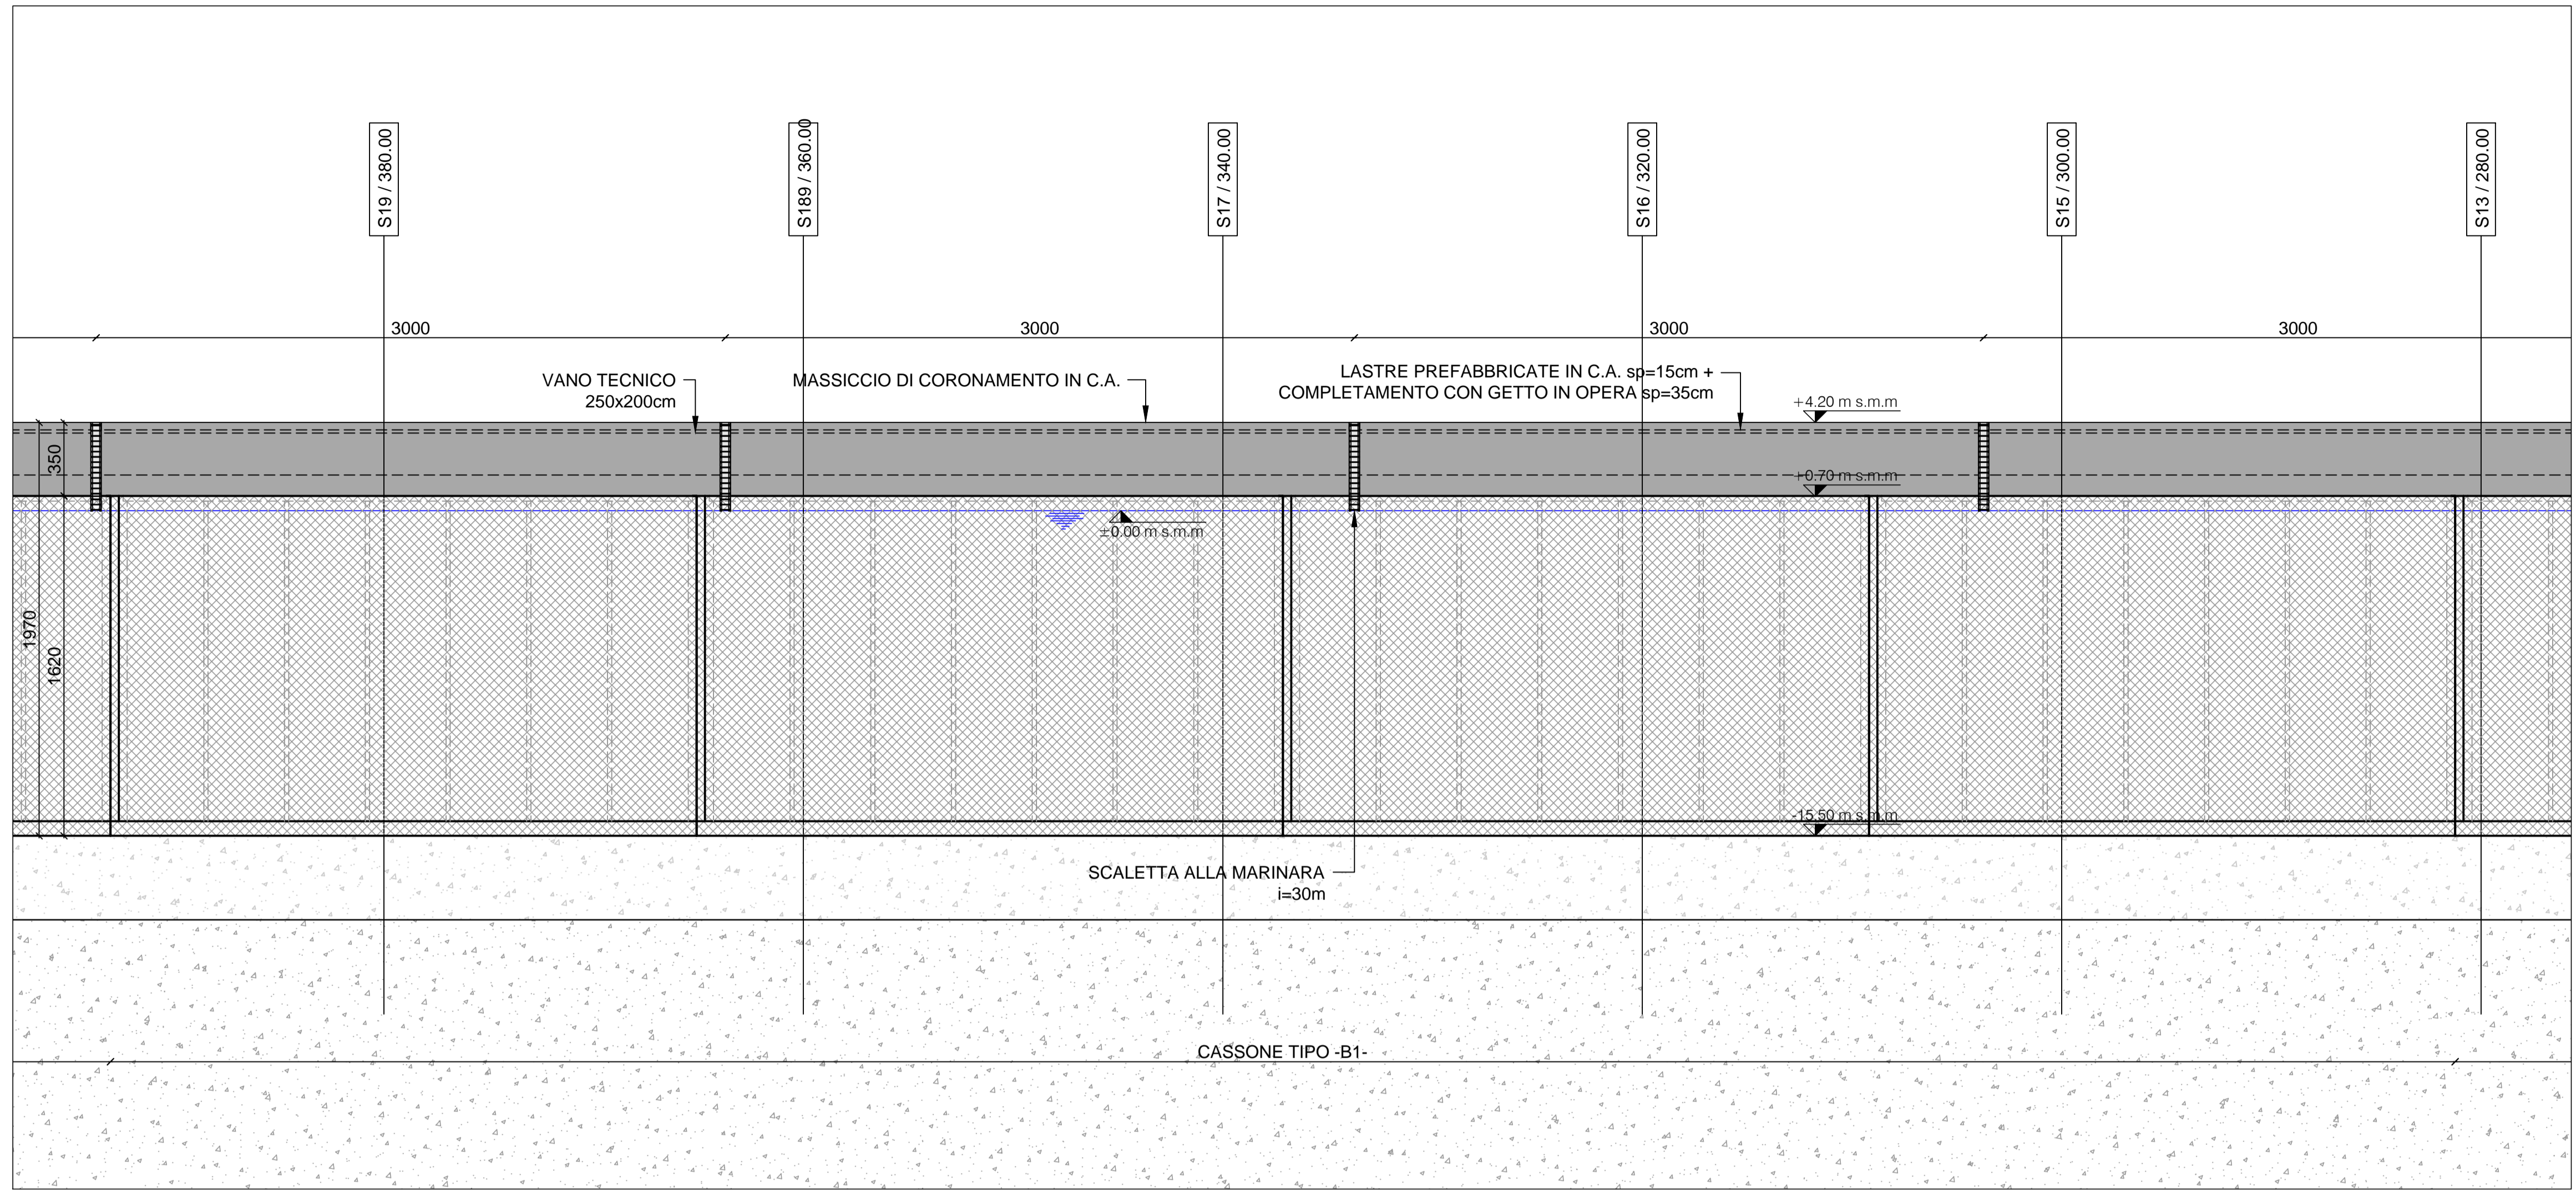 S19 / 380.00
S189 / 360.00
S17 / 340.00
S16 / 320.00
S15 / 300.00
S13 / 280.00
3000
3000
3000
3000
VANO TECNICO
250x200cm
MASSICCIO DI CORONAMENTO IN C.A.
LASTRE PREFABBRICATE IN C.A. sp=15cm +
COMPLETAMENTO CON GETTO IN OPERA sp=35cm
+4.20 m s.m.m
350
+0.70 m s.m.m
±0.00 m s.m.m
1970
1620
-15.50 m s.m.m
SCALETTA ALLA MARINARA
i=30m
CASSONE TIPO -B1-